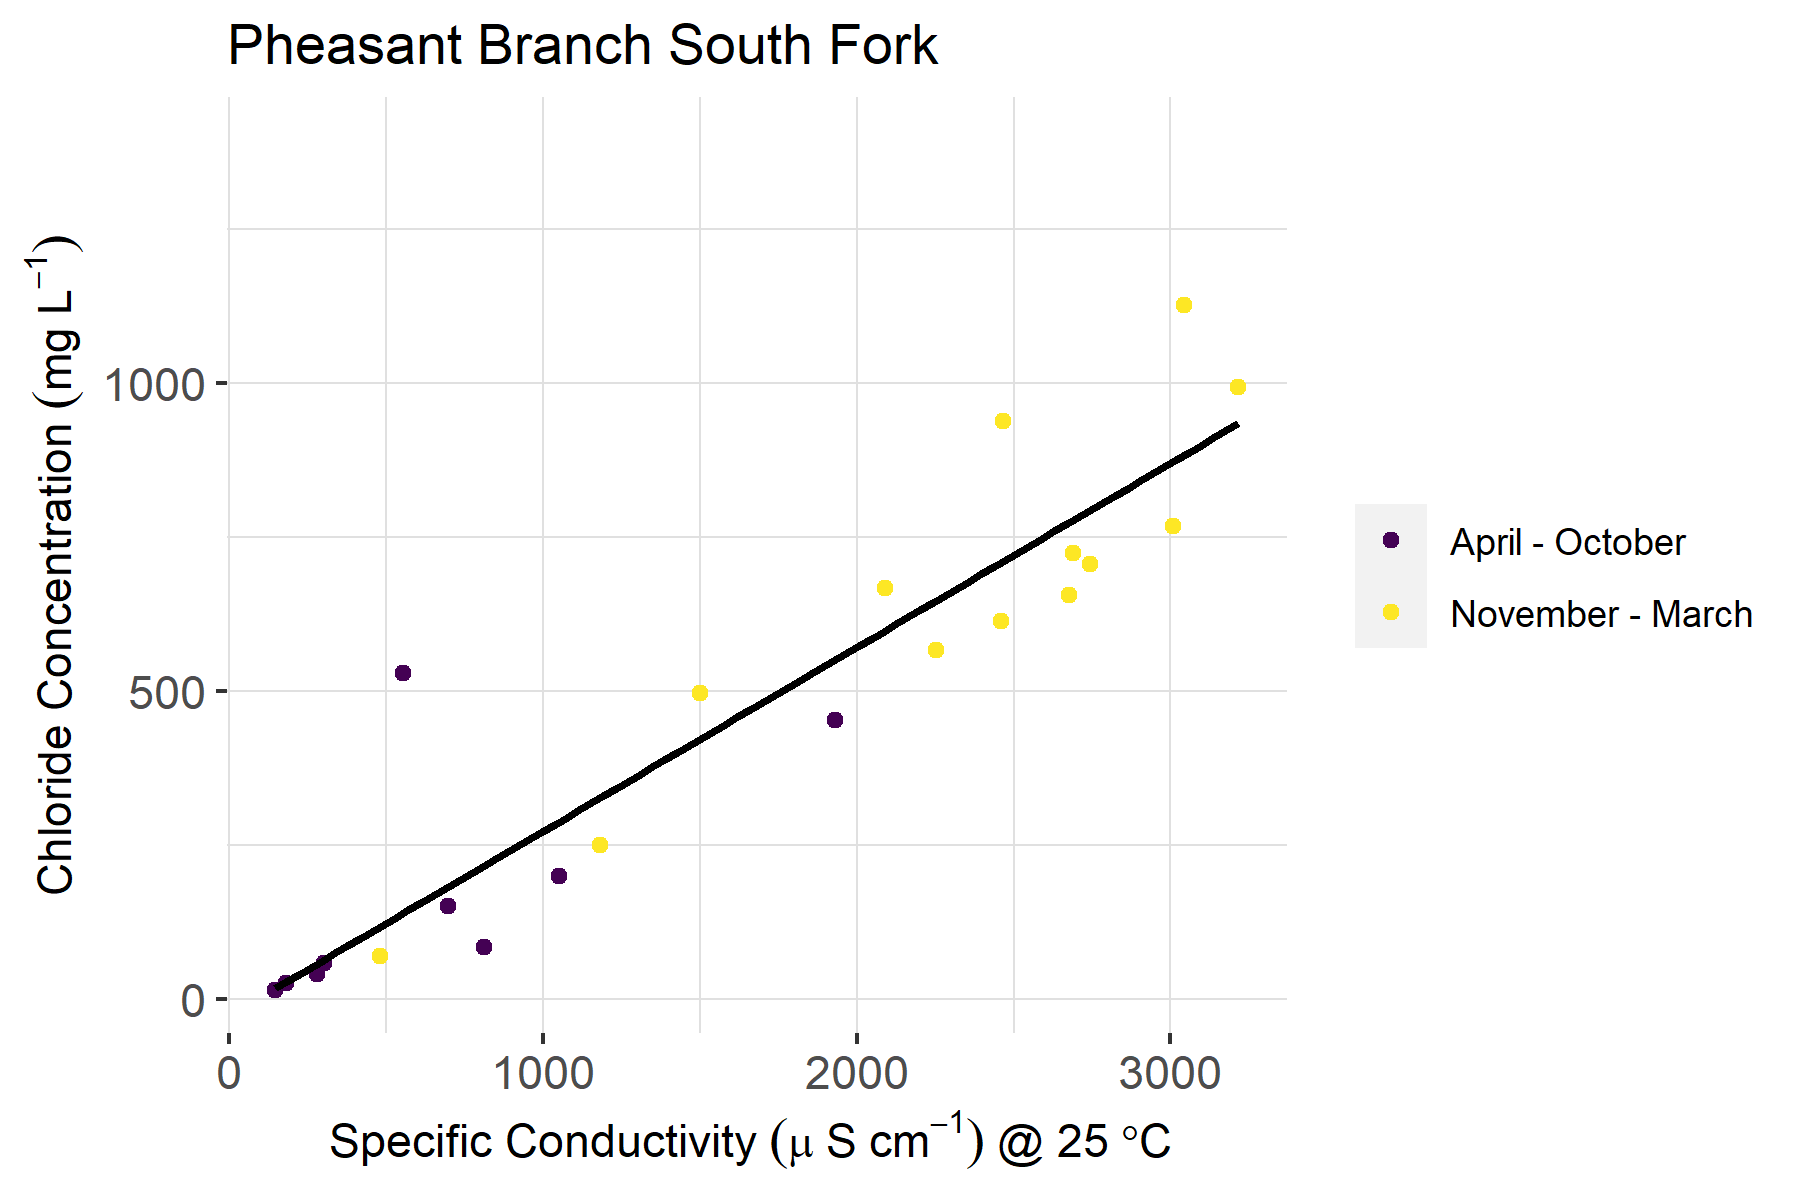 Pheasant Branch South Fork
Chloride Concentration (mg L⁻¹)
1000
500
0
0 1000 2000 3000
Specific Conductivity (μ S cm⁻¹) @ 25 °C
April - October
November - March